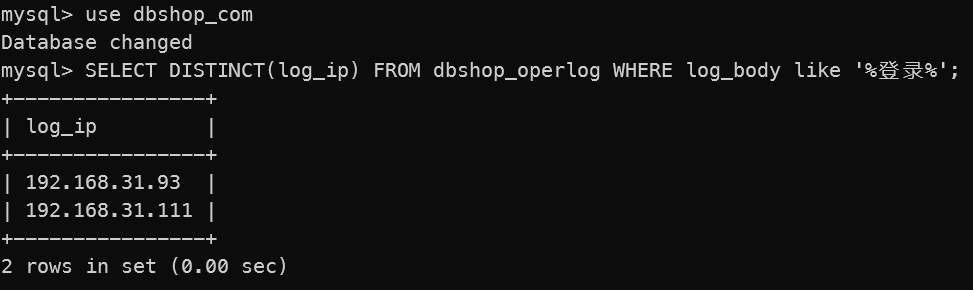 mysql> use dbshop_com
Database changed
mysql> SELECT DISTINCT(log_ip) FROM dbshop_operlog WHERE log_body like '%登录%';
+----------------+
| log_ip         |
+----------------+
| 192.168.31.93  |
| 192.168.31.111 |
+----------------+
2 rows in set (0.00 sec)